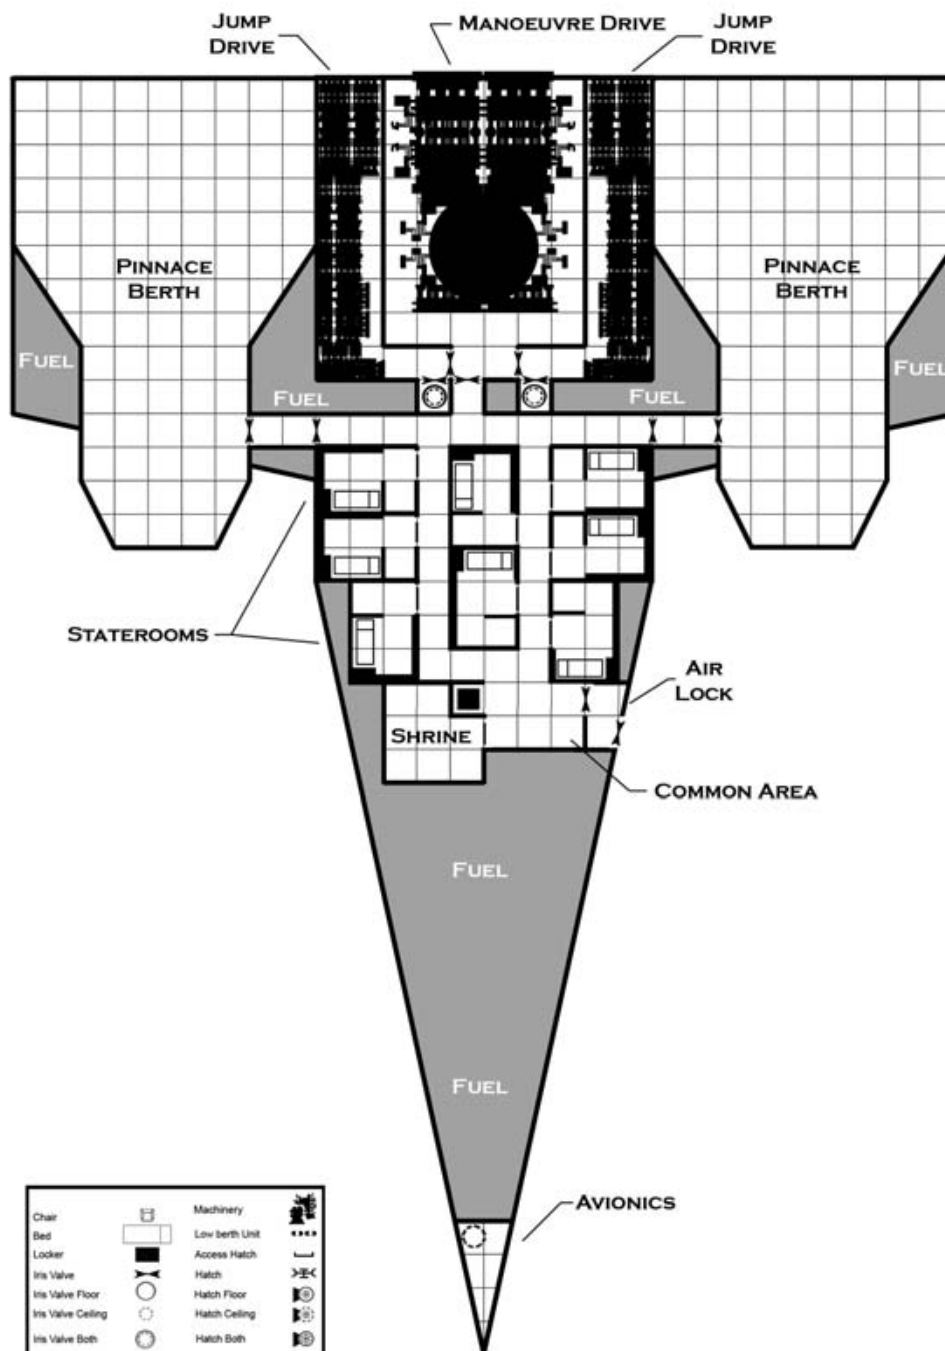 JUMP
DRIVE
MANOEUVRE DRIVE
JUMP
DRIVE
PINNACE
BERTH
PINNACE
BERTH
FUEL
FUEL
FUEL
FUEL
STATEROOMS
AIR
LOCK
SHRINE
COMMON AREA
FUEL
FUEL
AVIONICS
Chair
Machinery
Bed
Low berth Unit
Locker
Access Hatch
Iris Valve
Hatch
Iris Valve Floor
Hatch Floor
Iris Valve Ceiling
Hatch Ceiling
Iris Valve Both
Hatch Both